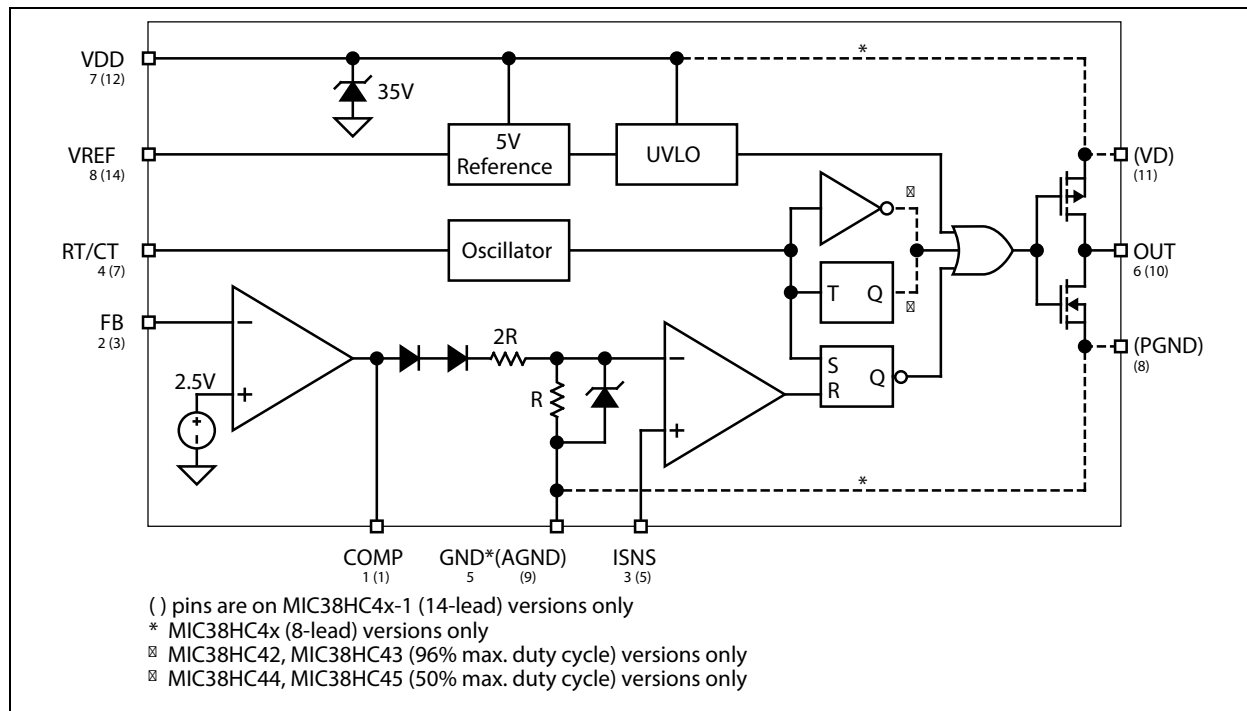 VDD
7 (12)
*
35V
5V
Reference
UVLO
VREF
8 (14)
(VD)
(11)
RT/CT
4 (7)
Oscillator
T Q
OUT
6 (10)
FB
2 (3)
2R
S
R
Q
(PGND)
(8)
2.5V
R
*
COMP
1 (1)
GND*(AGND)
5 (9)
ISNS
3 (5)
( ) pins are on MIC38HC4x-1 (14-lead) versions only
* MIC38HC4x (8-lead) versions only
MIC38HC42, MIC38HC43 (96% max. duty cycle) versions only
MIC38HC44, MIC38HC45 (50% max. duty cycle) versions only